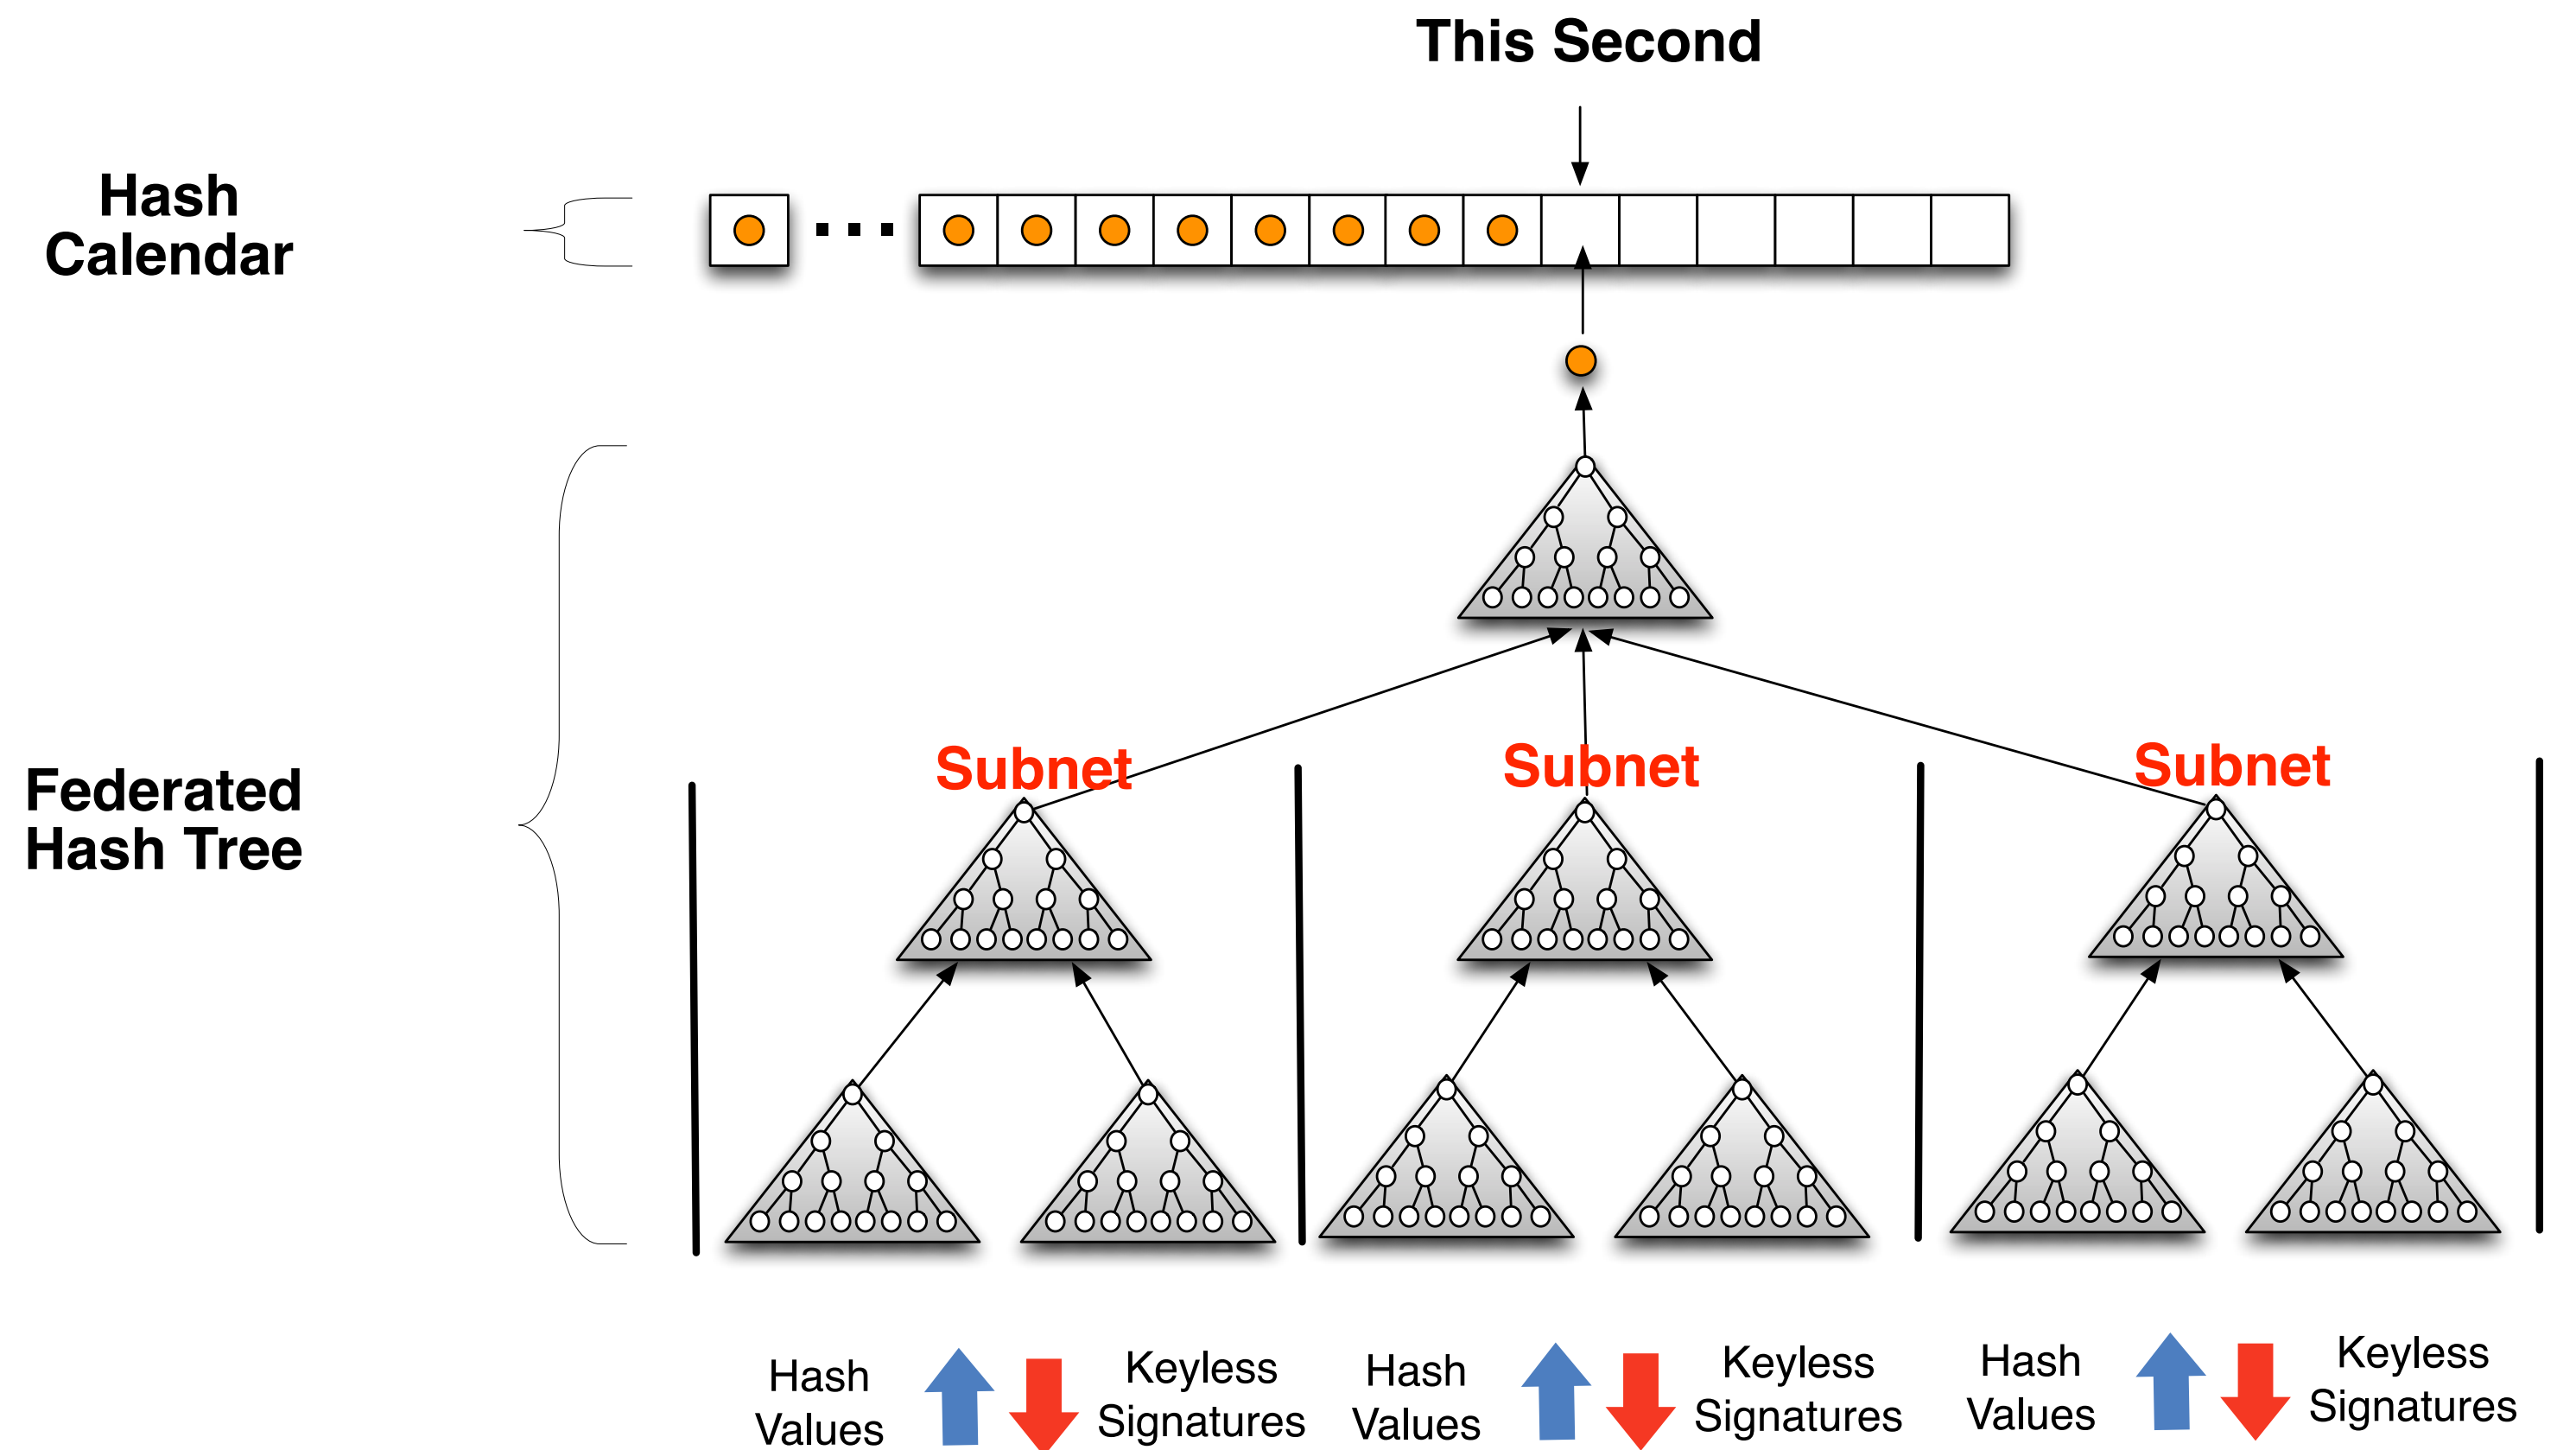 This Second
Hash
Calendar
Federated
Hash Tree
Subnet
Subnet
Subnet
Hash
Values
Keyless
Signatures
Hash
Values
Keyless
Signatures
Hash
Values
Keyless
Signatures